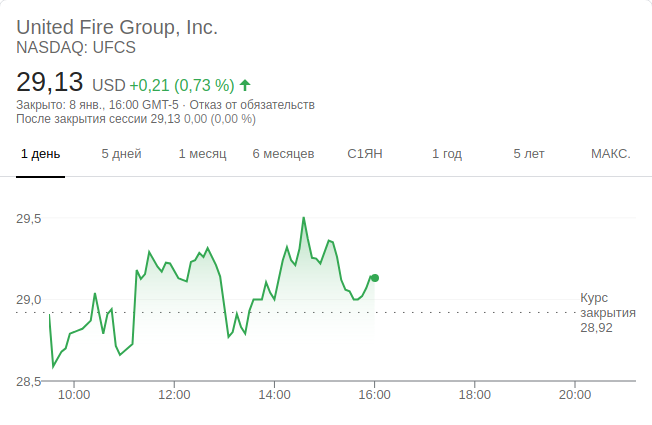 United Fire Group, Inc.
NASDAQ: UFCS
29,13 USD +0,21 (0,73 %)
Закрыто: 8 янв., 16:00 GMT-5 · Отказ от обязательств
После закрытия сессии 29,13 0,00 (0,00 %)
1 день 5 дней 1 месяц 6 месяцев С1ЯН 1 год 5 лет МАКС.
29,5
29,0
Курс
закрытия
28,92
28,5
10:00 12:00 14:00 16:00 18:00 20:00